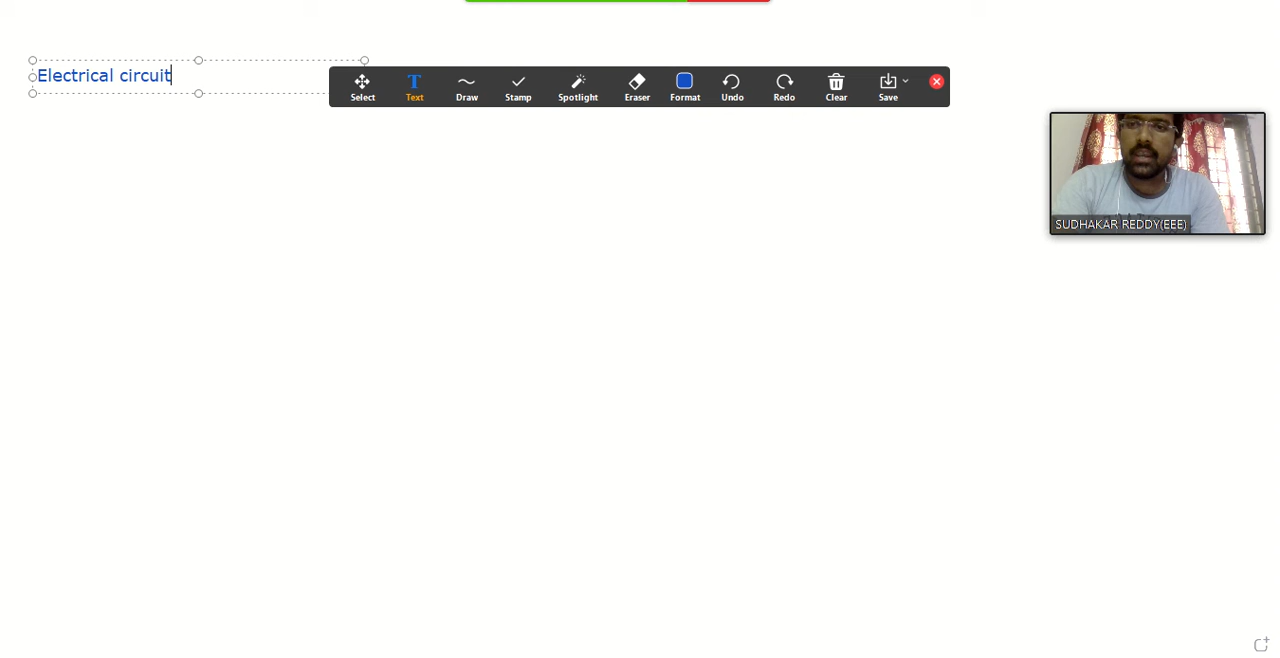 Electrical circuit
Select Text Draw Stamp Spotlight Eraser Format Undo Redo Clear Save
SUDHAKAR REDDY(EEE)